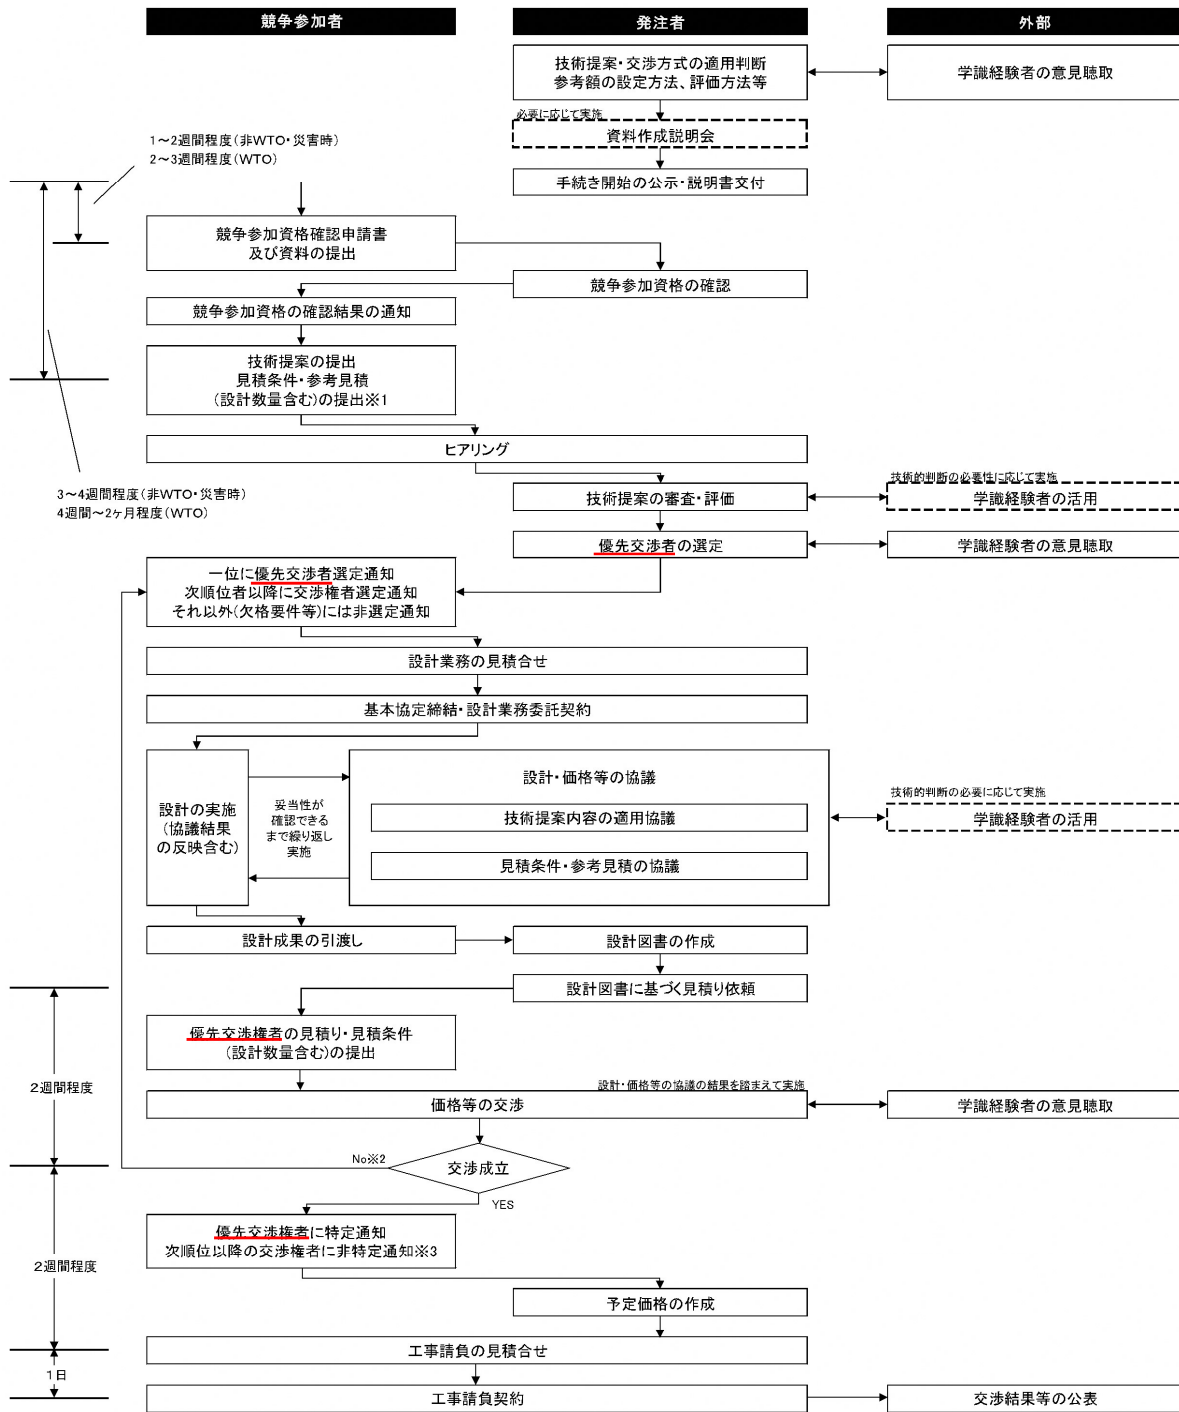 競争参加者
発注者
外部
技術提案・交渉方式の適用判断
参考額の設定方法、評価方法等
学識経験者の意見聴取
必要に応じて実施
資料作成説明会
1～2週間程度(非WTO・災害時)
2～3週間程度(WTO)
手続き開始の公示・説明書交付
競争参加資格確認申請書
及び資料の提出
競争参加資格の確認
競争参加資格の確認結果の通知
技術提案の提出
見積条件・参考見積
(設計数量含む)の提出※1
ヒアリング
3～4週間程度(非WTO・災害時)
4週間～2ヶ月程度(WTO)
技術提案の審査・評価
技術的判断の必要性に応じて実施
学識経験者の活用
優先交渉者の選定
学識経験者の意見聴取
一位に優先交渉者選定通知
次順位者以降に交渉権者選定通知
それ以外(欠格要件等)には非選定通知
設計業務の見積合せ
基本協定締結・設計業務委託契約
設計の実施
(協議結果
の反映含む)
妥当性が
確認できる
まで繰り返し
実施
設計・価格等の協議
技術提案内容の適用協議
見積条件・参考見積の協議
技術的判断の必要に応じて実施
学識経験者の活用
設計成果の引渡し
設計図書の作成
設計図書に基づく見積り依頼
優先交渉権者の見積り・見積条件
(設計数量含む)の提出
2週間程度
設計・価格等の協議の結果を踏まえて実施
価格等の交渉
学識経験者の意見聴取
No※2
交渉成立
YES
優先交渉権者に特定通知
次順位以降の交渉権者に非特定通知※3
2週間程度
予定価格の作成
工事請負の見積合せ
1日
工事請負契約
交渉結果等の公表